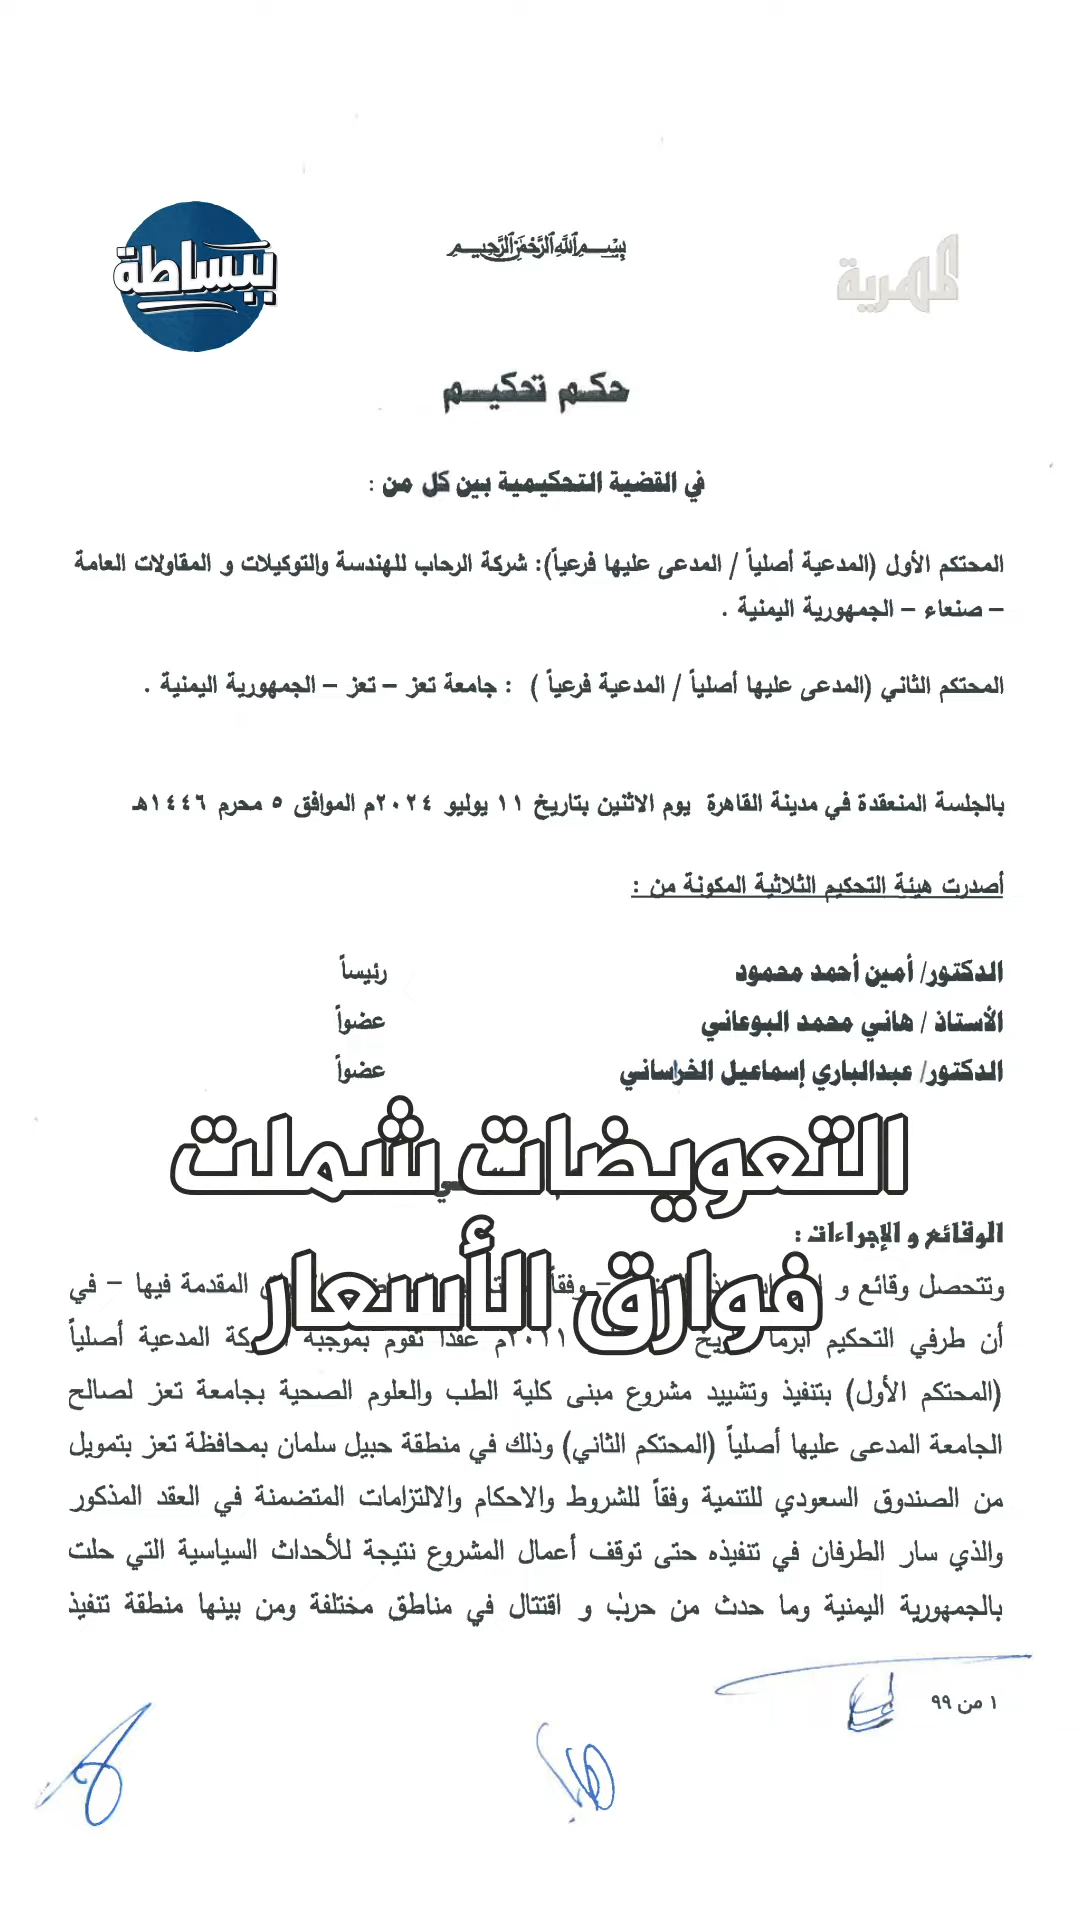 ببساطة
بسم الله الرحمن الرحيم
المهرية
حكم تحكيم
في القضية التحكيمية بين كل من :
المحتكم الأول (المدعية أصلياً / المدعى عليها فرعياً): شركة الرحاب للهندسة والتوكيلات و المقاولات العامة
– صنعاء – الجمهورية اليمنية .
المحتكم الثاني (المدعى عليها أصلياً / المدعية فرعياً ) : جامعة تعز – تعز – الجمهورية اليمنية .
بالجلسة المنعقدة في مدينة القاهرة يوم الاثنين بتاريخ ١١ يوليو ٢٠٢٤م الموافق ٥ محرم ١٤٤٦هـ
أصدرت هيئة التحكيم الثلاثية المكونة من :
الدكتور/ أمين أحمد محمود رئيساً
الأستاذ / هاني محمد البوعاني عضواً
الدكتور/ عبدالباري إسماعيل الخرساني عضواً
التعويضات شملت
الوقائع و الإجراءات :
فوارق الأسعار
وتتحصل وقائع و المقدمة فيها – في
أن طرفي التحكيم أبرما ٢٠١١م عقداً تقوم بموجبة المدعية أصلياً
(المحتكم الأول) بتنفيذ وتشييد مشروع مبنى كلية الطب والعلوم الصحية بجامعة تعز لصالح
الجامعة المدعى عليها أصلياً (المحتكم الثاني) وذلك في منطقة حبيل سلمان بمحافظة تعز بتمويل
من الصندوق السعودي للتنمية وفقاً للشروط والاحكام والالتزامات المتضمنة في العقد المذكور
والذي سار الطرفان في تنفيذه حتى توقف أعمال المشروع نتيجة للأحداث السياسية التي حلت
بالجمهورية اليمنية وما حدث من حرب و اقتتال في مناطق مختلفة ومن بينها منطقة تنفيذ
١ من ٩٩